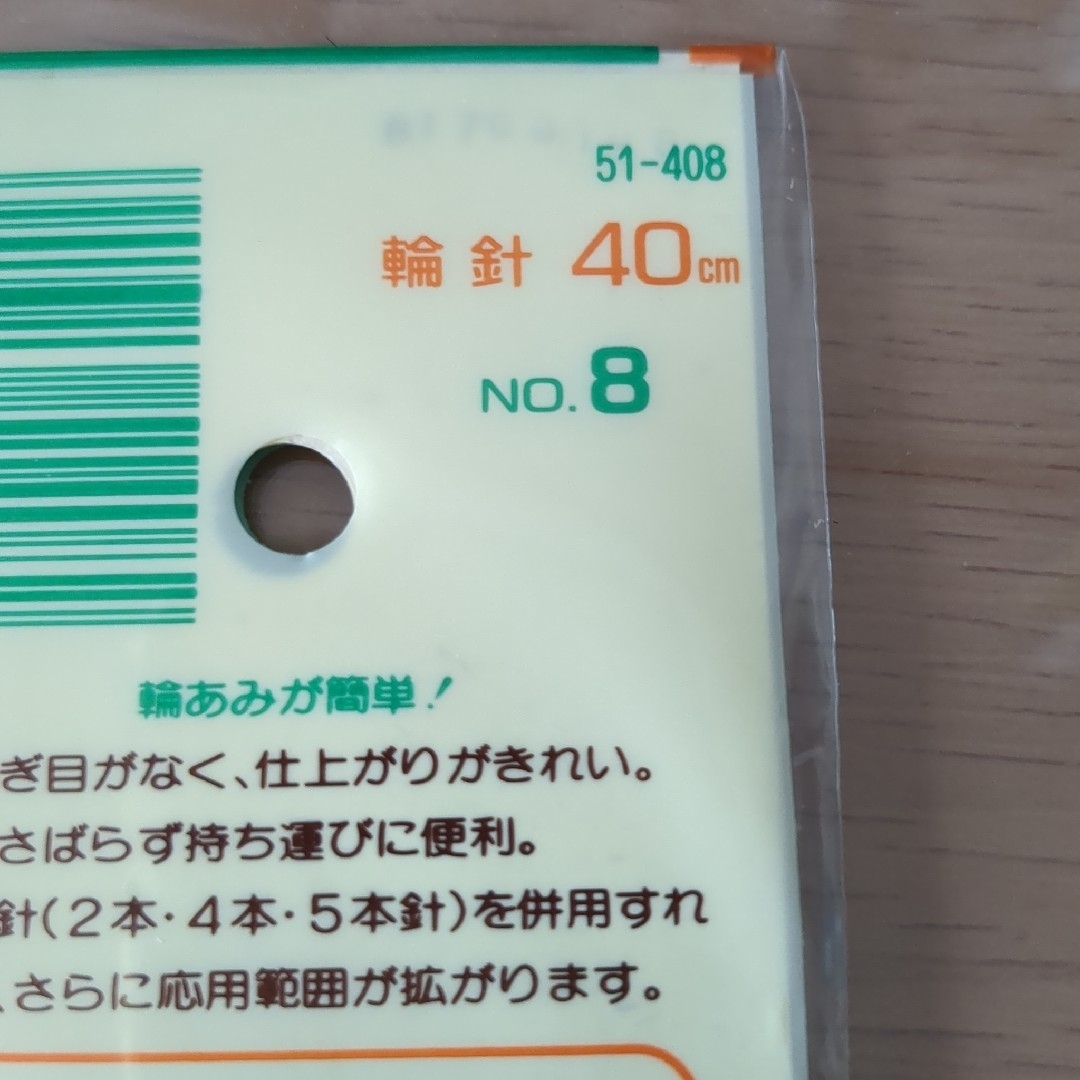 51-408
輪針 40cm
NO. 8
輪あみが簡単!
ぎ目がなく、仕上がりがきれい。
さばらず持ち運びに便利。
針(2本・4本・5本針)を併用すれ
、さらに応用範囲が拡がります。